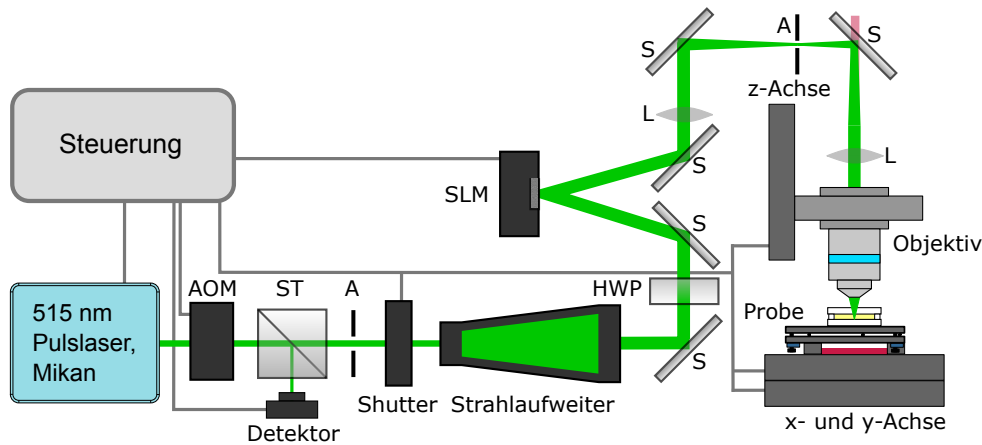 S
A
S
z-Achse
L
Steuerung
S
L
SLM
S
Objektiv
AOM
ST
A
HWP
515 nm
Pulslaser,
Mikan
Probe
S
Shutter
Strahlaufweiter
Detektor
x- und y-Achse